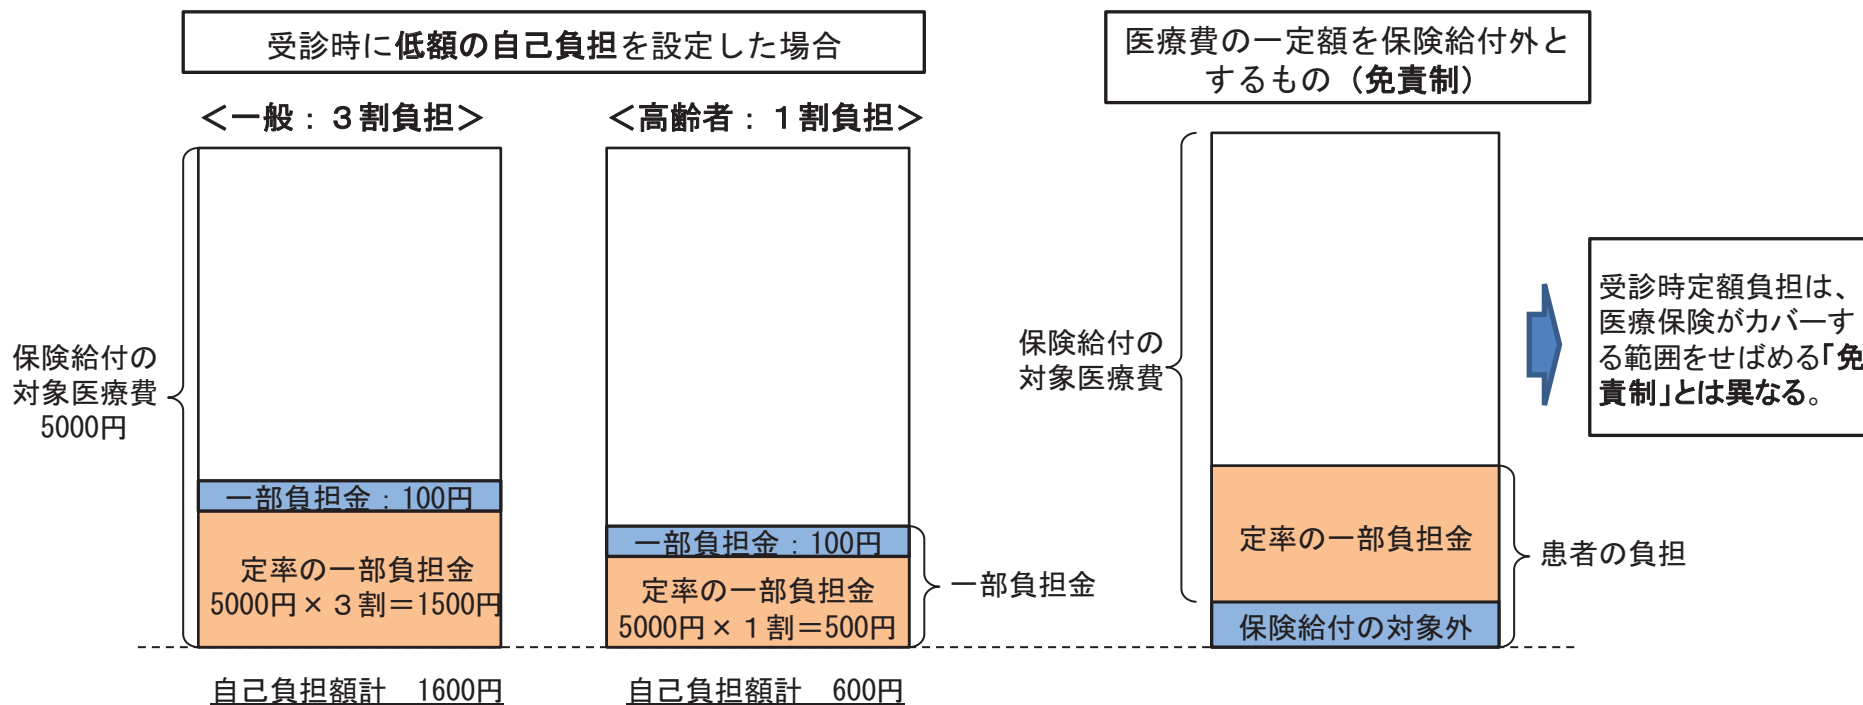 受診時に低額の自己負担を設定した場合
＜一般：３割負担＞
＜高齢者：１割負担＞
保険給付の
対象医療費
5000円
一部負担金：100円
定率の一部負担金
5000円×３割＝1500円
自己負担額計　1600円
一部負担金：100円
定率の一部負担金
5000円×１割＝500円
一部負担金
自己負担額計　600円
医療費の一定額を保険給付外と
するもの（免責制）
保険給付の
対象医療費
定率の一部負担金
保険給付の対象外
患者の負担
受診時定額負担は、
医療保険がカバーす
る範囲をせばめる「免
責制」とは異なる。